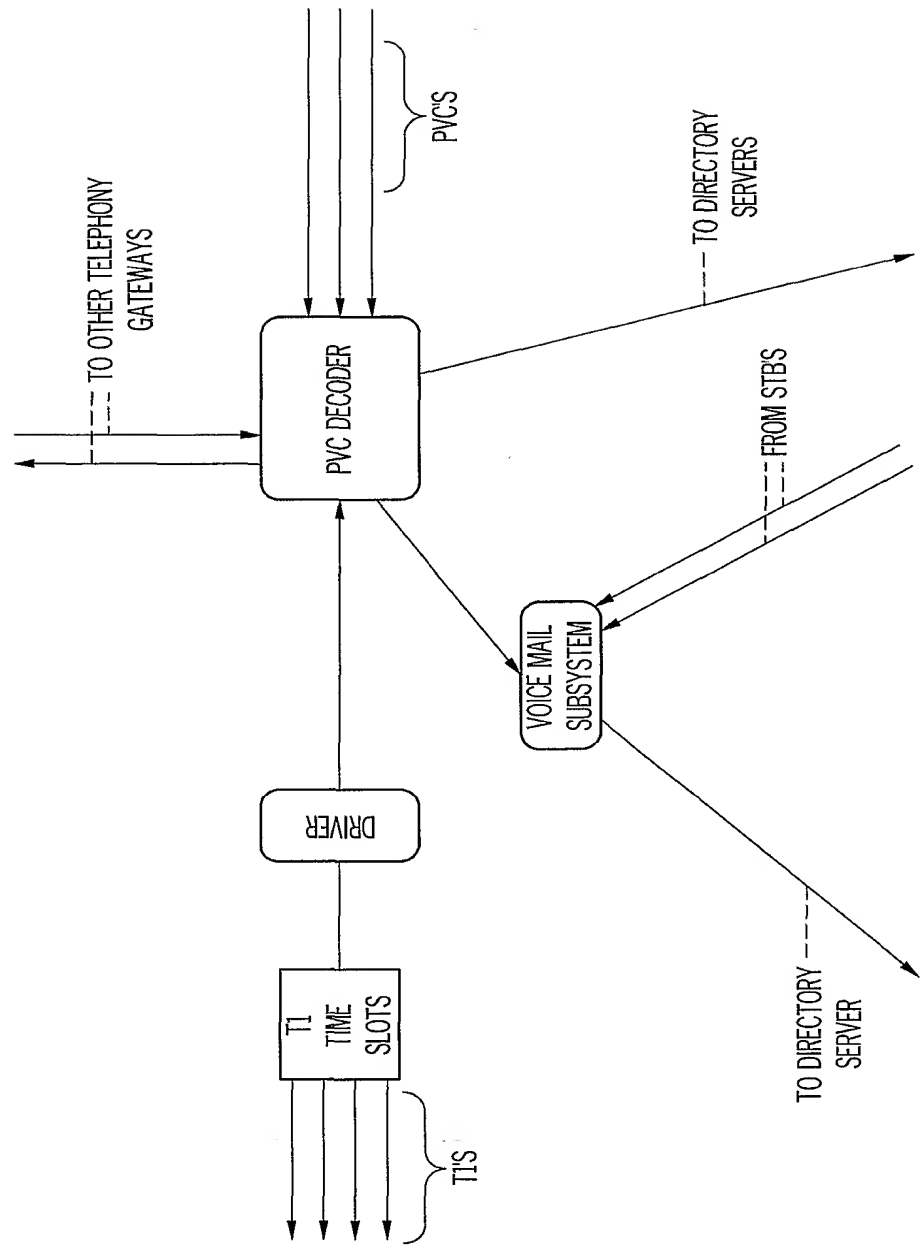 TO OTHER TELEPHONY
GATEWAYS
PVC'S
PVC DECODER
TO DIRECTORY
SERVERS
FROM STB'S
VOICE MAIL
SUBSYSTEM
DRIVER
T1
TIME
SLOTS
T1'S
TO DIRECTORY
SERVER